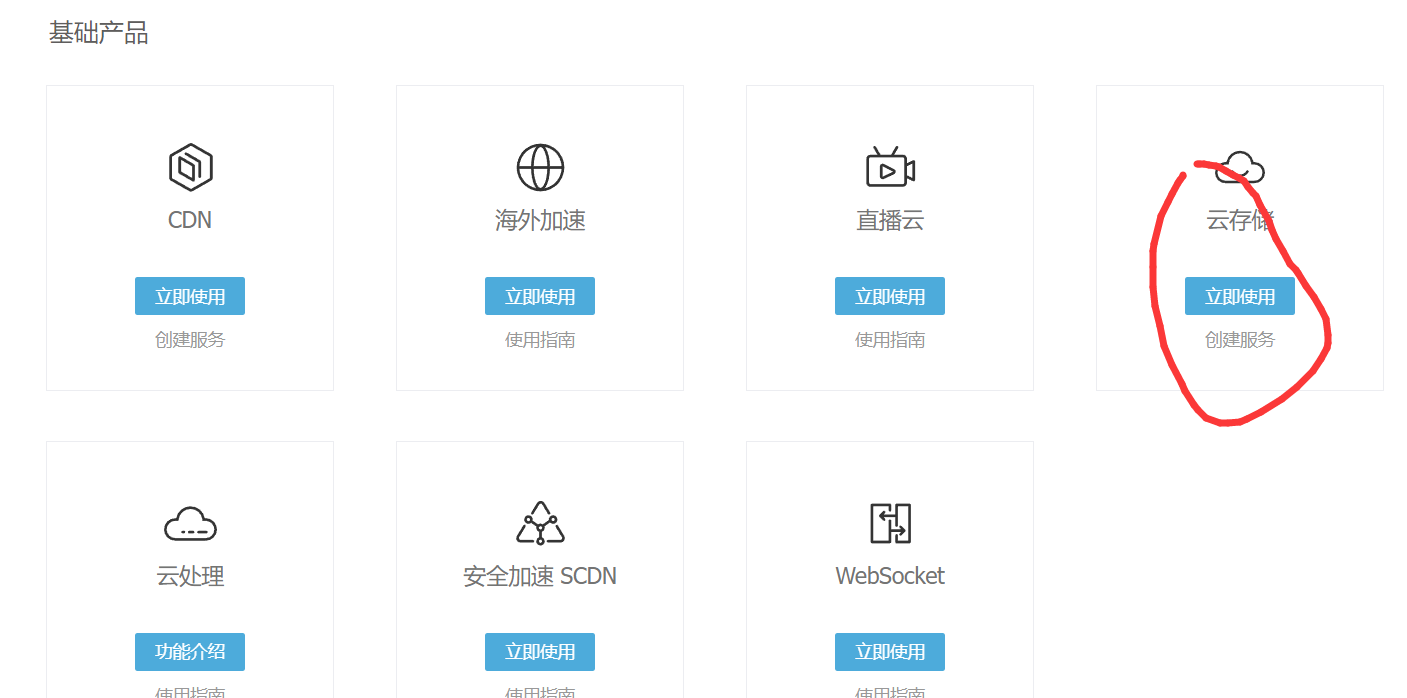 基础产品
CDN
海外加速
直播云
云存储
立即使用
立即使用
立即使用
立即使用
创建服务
使用指南
使用指南
创建服务
云处理
安全加速 SCDN
WebSocket
功能介绍
立即使用
立即使用
使用指南
使用指南
使用指南